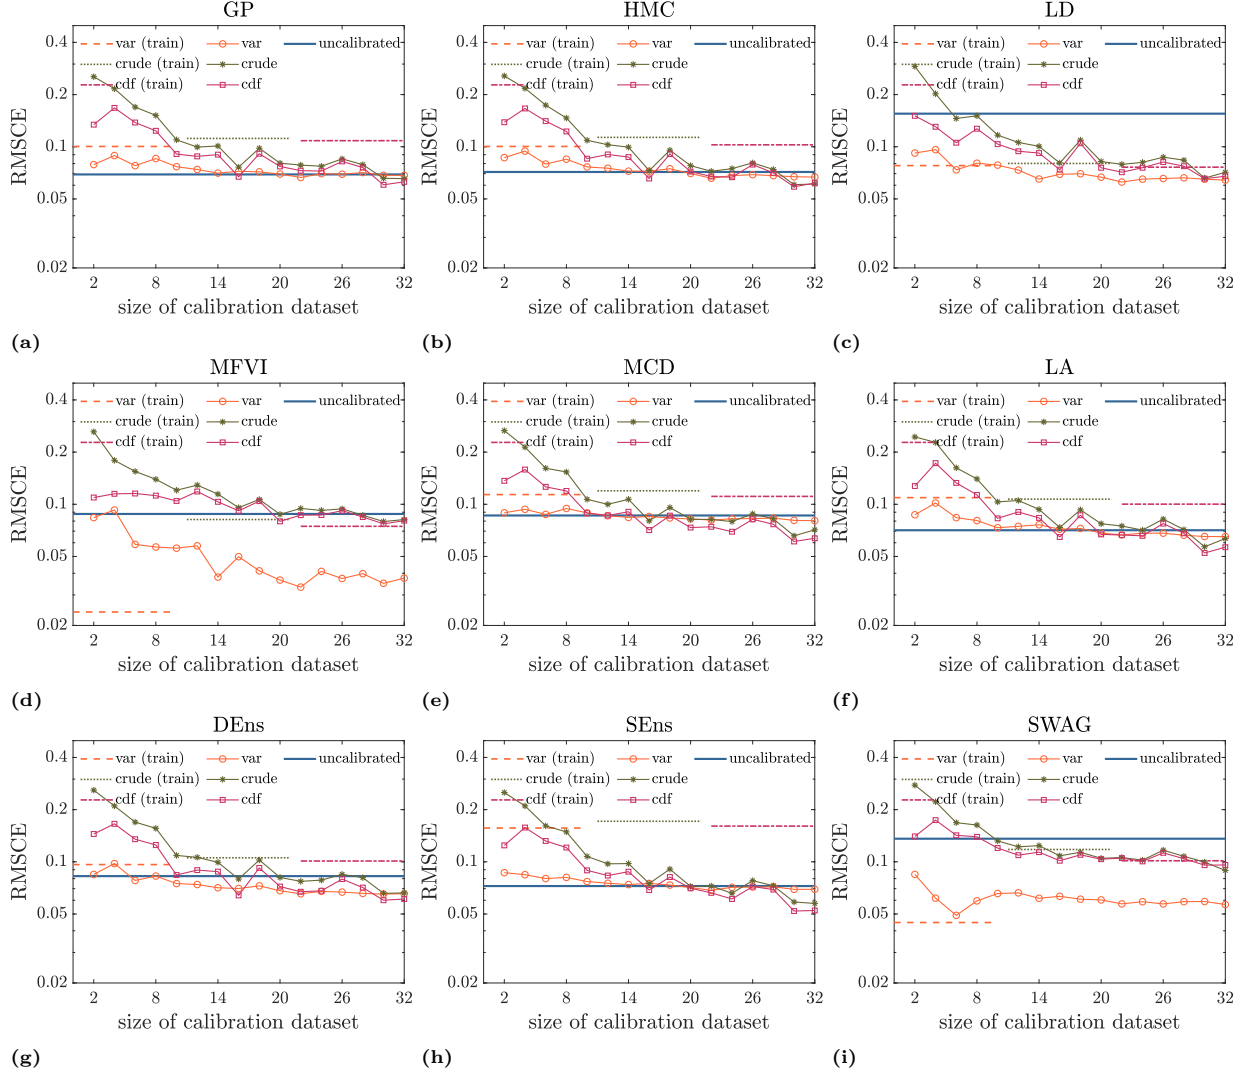 GP
HMC
LD
RMSCE
0.4
0.2
0.1
0.05
0.02
var (train)
crude (train)
cdf (train)
var
crude
cdf
uncalibrated
2 8 14 20 26 32
size of calibration dataset
(a)
0.4
0.2
0.1
0.05
0.02
RMSCE
var (train)
crude (train)
cdf (train)
var
crude
cdf
uncalibrated
2 8 14 20 26 32
size of calibration dataset
(b)
0.4
0.2
0.1
0.05
0.02
RMSCE
var (train)
crude (train)
cdf (train)
var
crude
cdf
uncalibrated
2 8 14 20 26 32
size of calibration dataset
(c)
MFVI
MCD
LA
RMSCE
0.4
0.2
0.1
0.05
0.02
var (train)
crude (train)
cdf (train)
var
crude
cdf
uncalibrated
2 8 14 20 26 32
size of calibration dataset
(d)
RMSCE
0.4
0.2
0.1
0.05
0.02
var (train)
crude (train)
cdf (train)
var
crude
cdf
uncalibrated
2 8 14 20 26 32
size of calibration dataset
(e)
RMSCE
0.4
0.2
0.1
0.05
0.02
var (train)
crude (train)
cdf (train)
var
crude
cdf
uncalibrated
2 8 14 20 26 32
size of calibration dataset
(f)
DEns
SEns
SWAG
RMSCE
0.4
0.2
0.1
0.05
0.02
var (train)
crude (train)
cdf (train)
var
crude
cdf
uncalibrated
2 8 14 20 26 32
size of calibration dataset
(g)
RMSCE
0.4
0.2
0.1
0.05
0.02
var (train)
crude (train)
cdf (train)
var
crude
cdf
uncalibrated
2 8 14 20 26 32
size of calibration dataset
(h)
RMSCE
0.4
0.2
0.1
0.05
0.02
var (train)
crude (train)
cdf (train)
var
crude
cdf
uncalibrated
2 8 14 20 26 32
size of calibration dataset
(i)